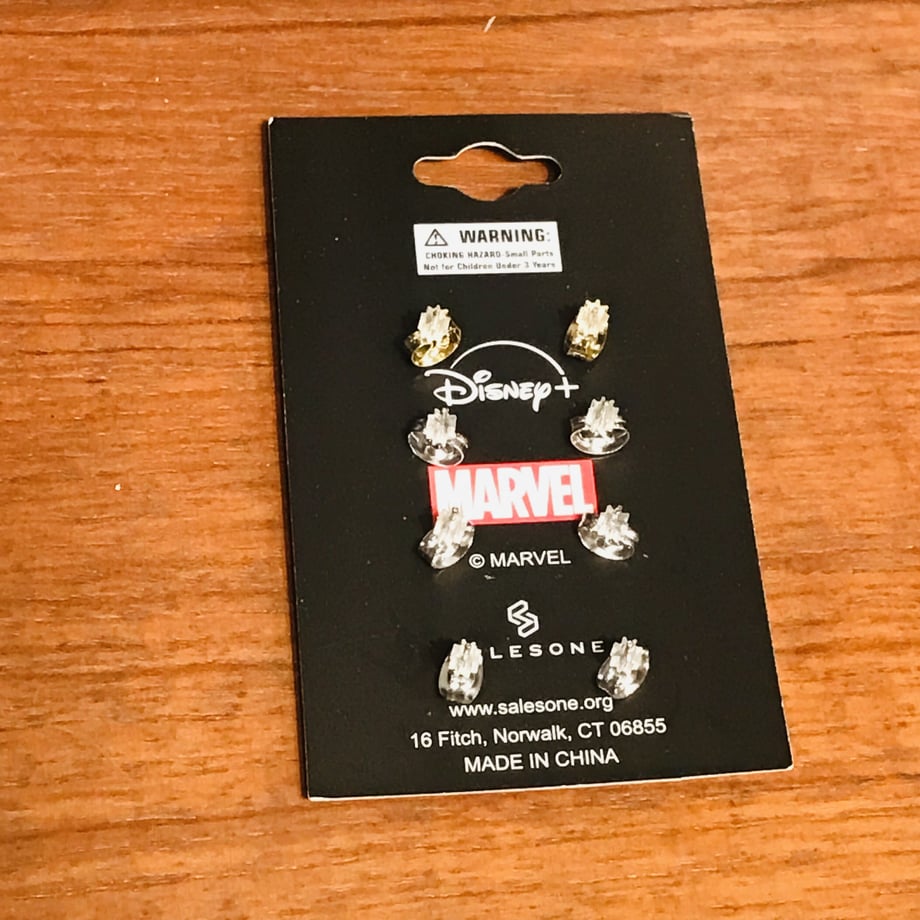 WARNING:
CHOKING HAZARD-Small Parts
Not for Children Under 3 Years
Disney+
MARVEL
© MARVEL
LESONE
www.salesone.org
16 Fitch, Norwalk, CT 06855
MADE IN CHINA